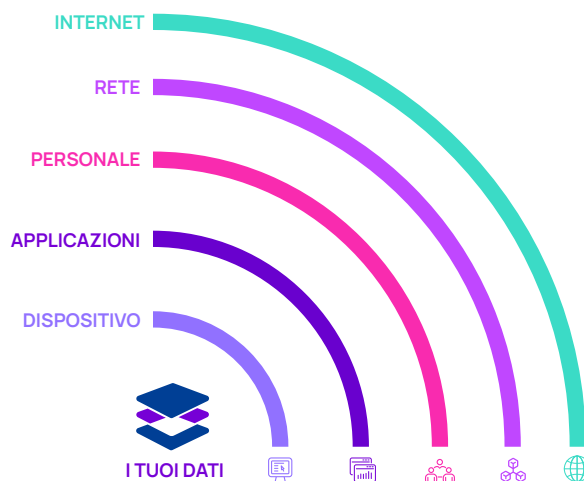 INTERNET
RETE
PERSONALE
APPLICAZIONI
DISPOSITIVO
I TUOI DATI